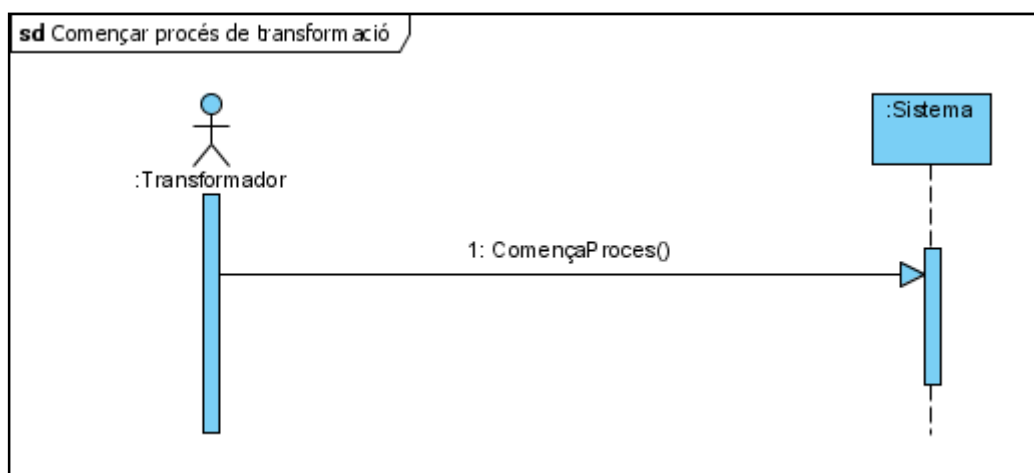 sd Començar procés de transformació
:Sistema
:Transformador
1: ComençaProces()